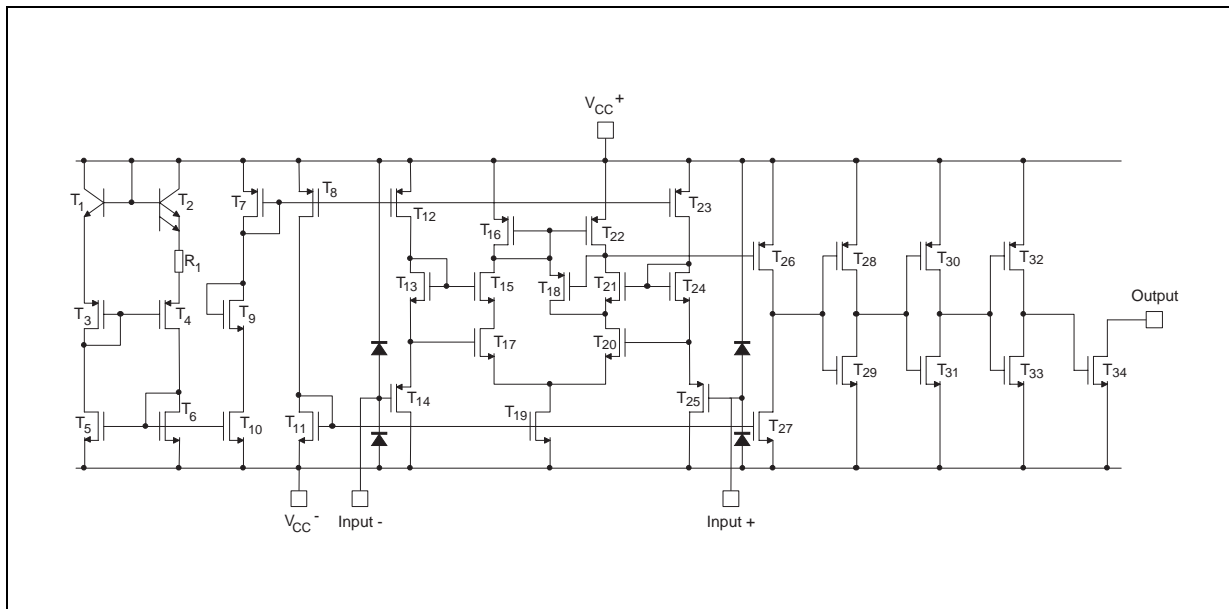 VCC+
T1
T2
T7
T8
T12
T16
T22
T23
R1
T26
T28
T30
T32
T13
T15
T18
T21
T24
T3
T4
T9
Output
T17
T20
T29
T31
T33
T34
T14
T25
T5
T6
T10
T11
T19
T27
VCC-
Input -
Input +